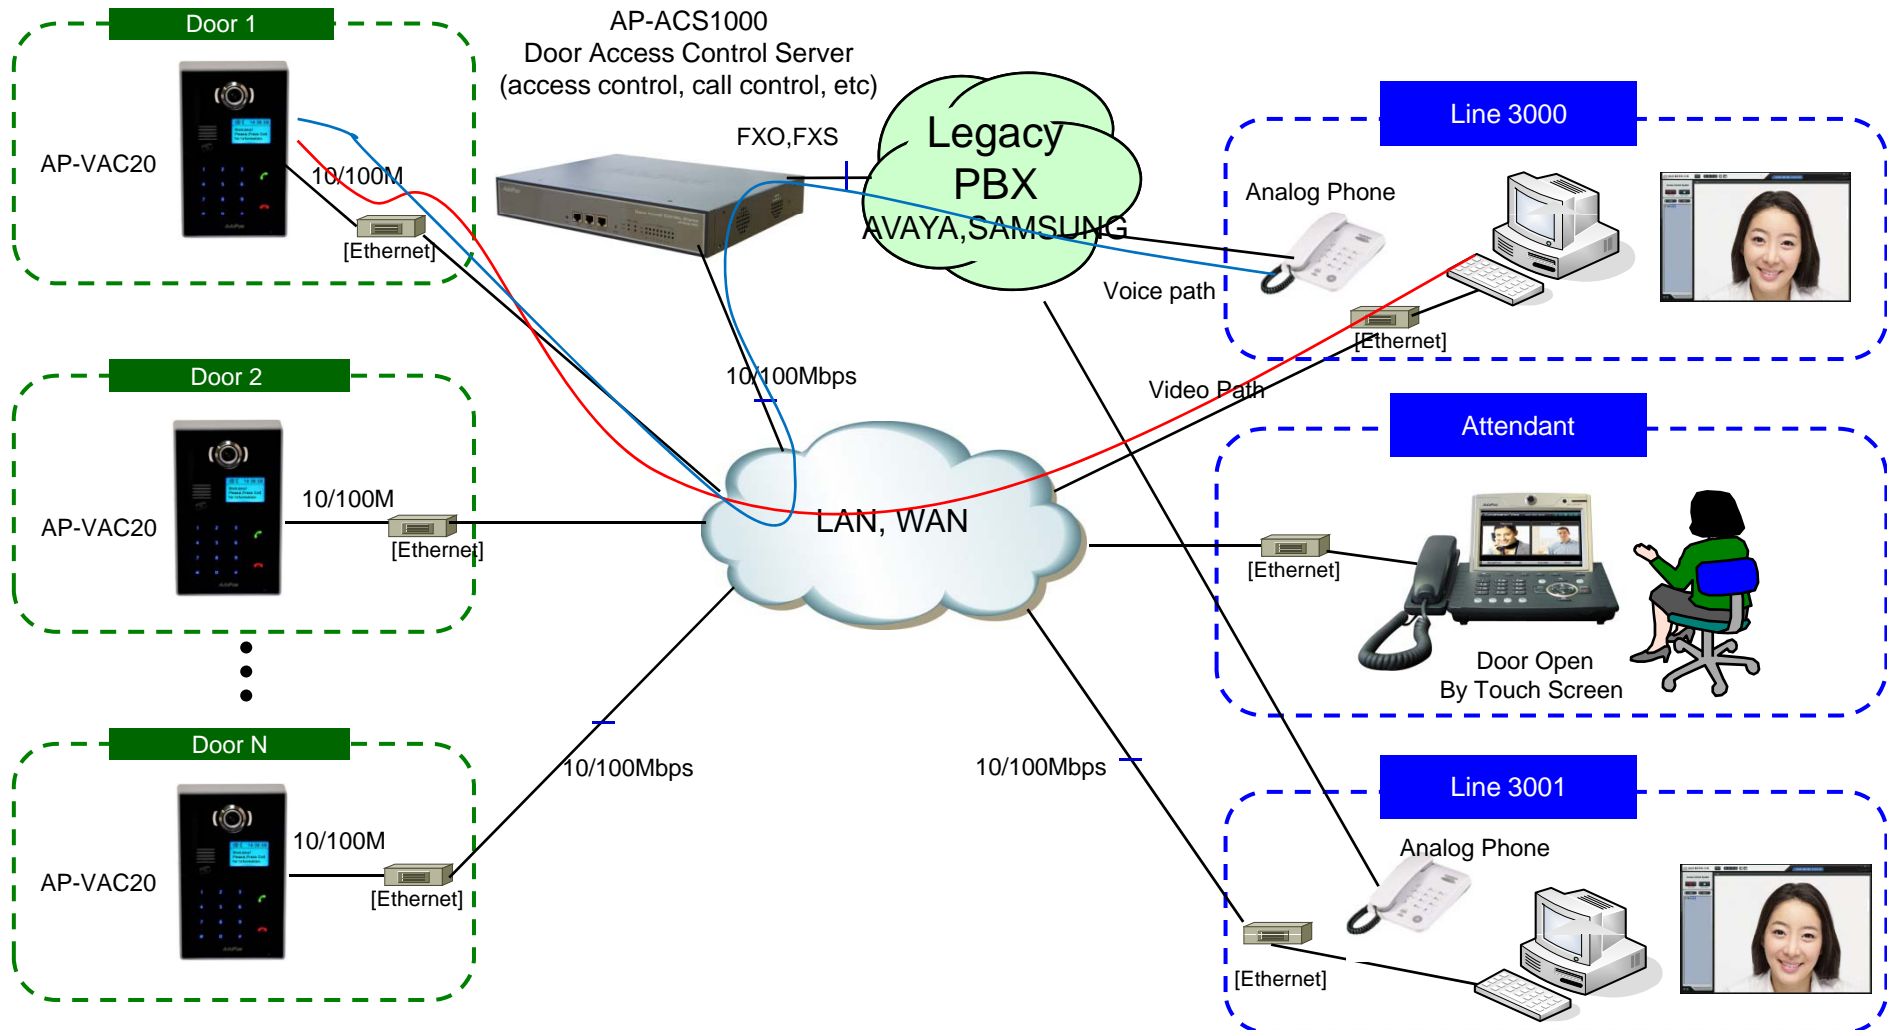 Door 1
AP-VAC20
10/100M
[Ethernet]
AP-ACS1000
Door Access Control Server
(access control, call control, etc)
FXO,FXS
Legacy
PBX
AVAYA,SAMSUNG
10/100Mbps
Line 3000
Analog Phone
Voice path
[Ethernet]
Video Path
Door 2
AP-VAC20
10/100M
[Ethernet]
LAN, WAN
Attendant
[Ethernet]
Door Open
By Touch Screen
Door N
AP-VAC20
10/100M
[Ethernet]
10/100Mbps
10/100Mbps
Line 3001
Analog Phone
[Ethernet]